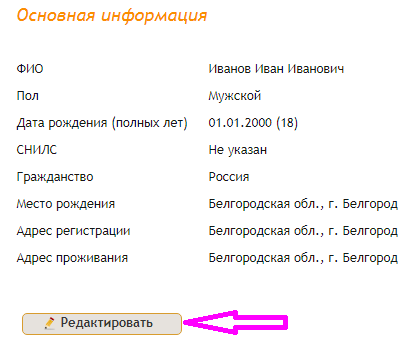 Основная информация
ФИО Иванов Иван Иванович
Пол Мужской
Дата рождения (полных лет) 01.01.2000 (18)
СНИЛС Не указан
Гражданство Россия
Место рождения Белгородская обл., г. Белгород
Адрес регистрации Белгородская обл., г. Белгород
Адрес проживания Белгородская обл., г. Белгород
Редактировать